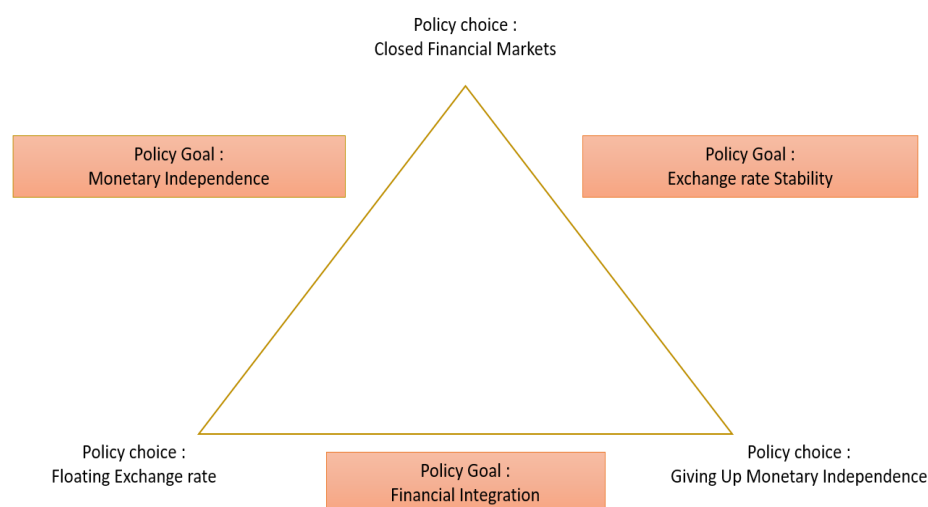 Policy choice :
Closed Financial Markets
Policy Goal :
Monetary Independence
Policy Goal :
Exchange rate Stability
Policy choice :
Floating Exchange rate
Policy Goal :
Financial Integration
Policy choice :
Giving Up Monetary Independence